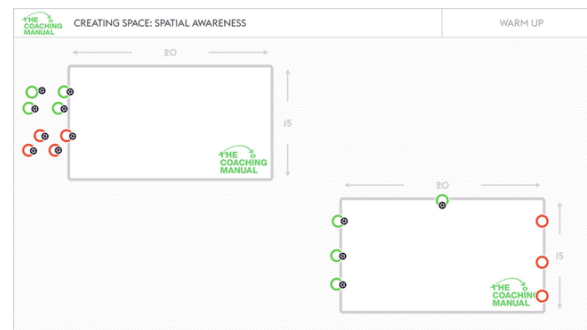 THE
COACHING
MANUAL
CREATING SPACE: SPATIAL AWARENESS
WARM UP
20
15
THE
COACHING
MANUAL
20
15
THE
COACHING
MANUAL